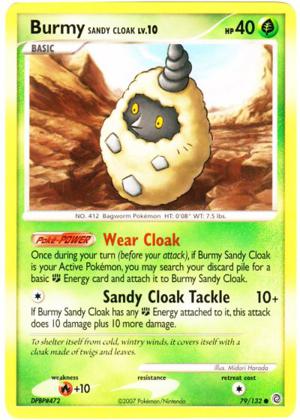 Burmy SANDY CLOAK LV.10 HP 40
BASIC
NO. 412 Bagworm Pokémon HT: 0'08" WT: 7.5 lbs.
Poké-POWER Wear Cloak
Once during your turn (before your attack), if Burmy Sandy Cloak
is your Active Pokémon, you may search your discard pile for a
basic Energy card and attach it to Burmy Sandy Cloak.
Sandy Cloak Tackle 10+
If Burmy Sandy Cloak has any Energy attached to it, this attack
does 10 damage plus 10 more damage.
To shelter itself from cold, wintry winds, it covers itself with a
cloak made of twigs and leaves.
Illus. Midori Harada
weakness resistance retreat cost
+10
DPBP#472 ©2007 Pokémon/Nintendo 79/132